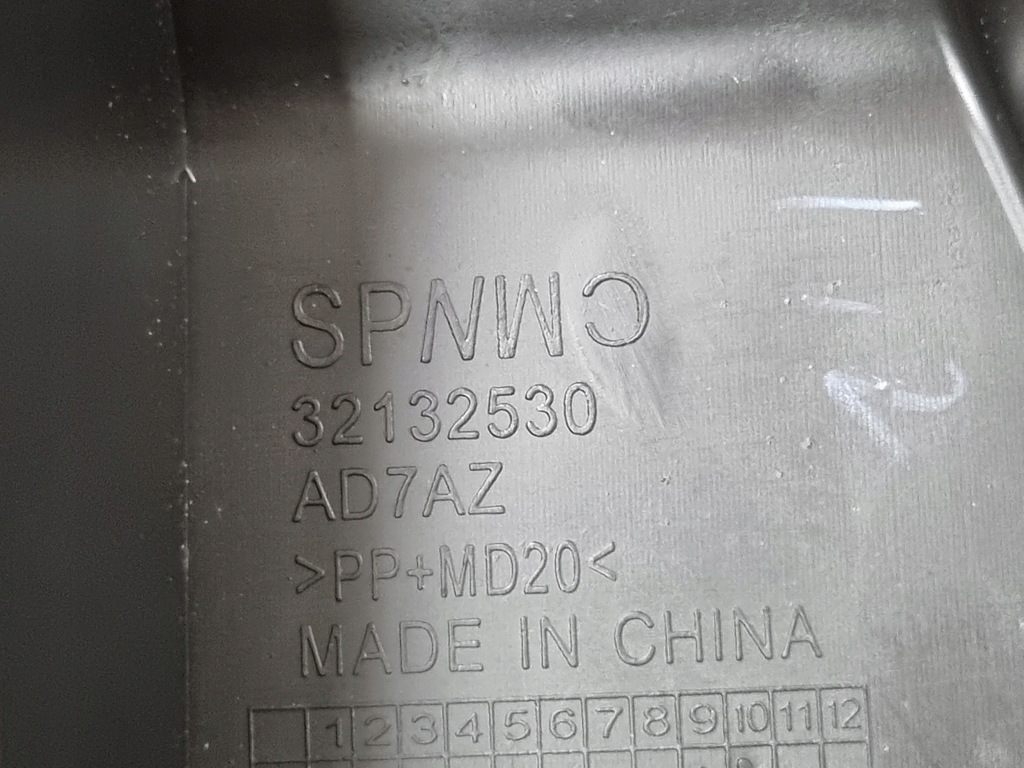 SPNWC
32132530
AD7AZ
>PP+MD20<
MADE IN CHINA
1 2 3 4 5 6 7 8 9 10 11 12